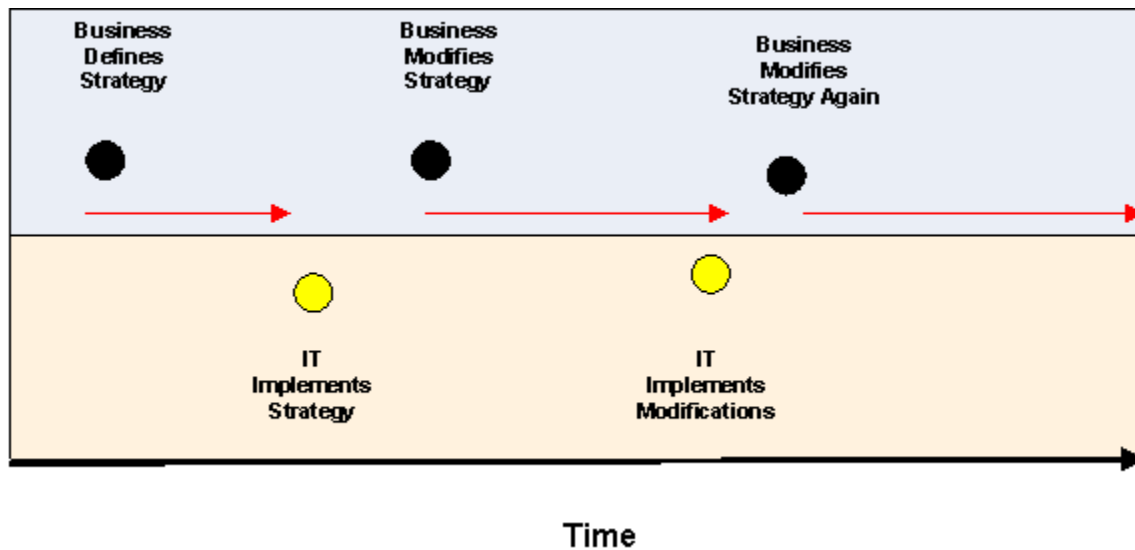 Business
Defines
Strategy
Business
Modifies
Strategy
Business
Modifies
Strategy Again
IT
Implements
Strategy
IT
Implements
Modifications
Time